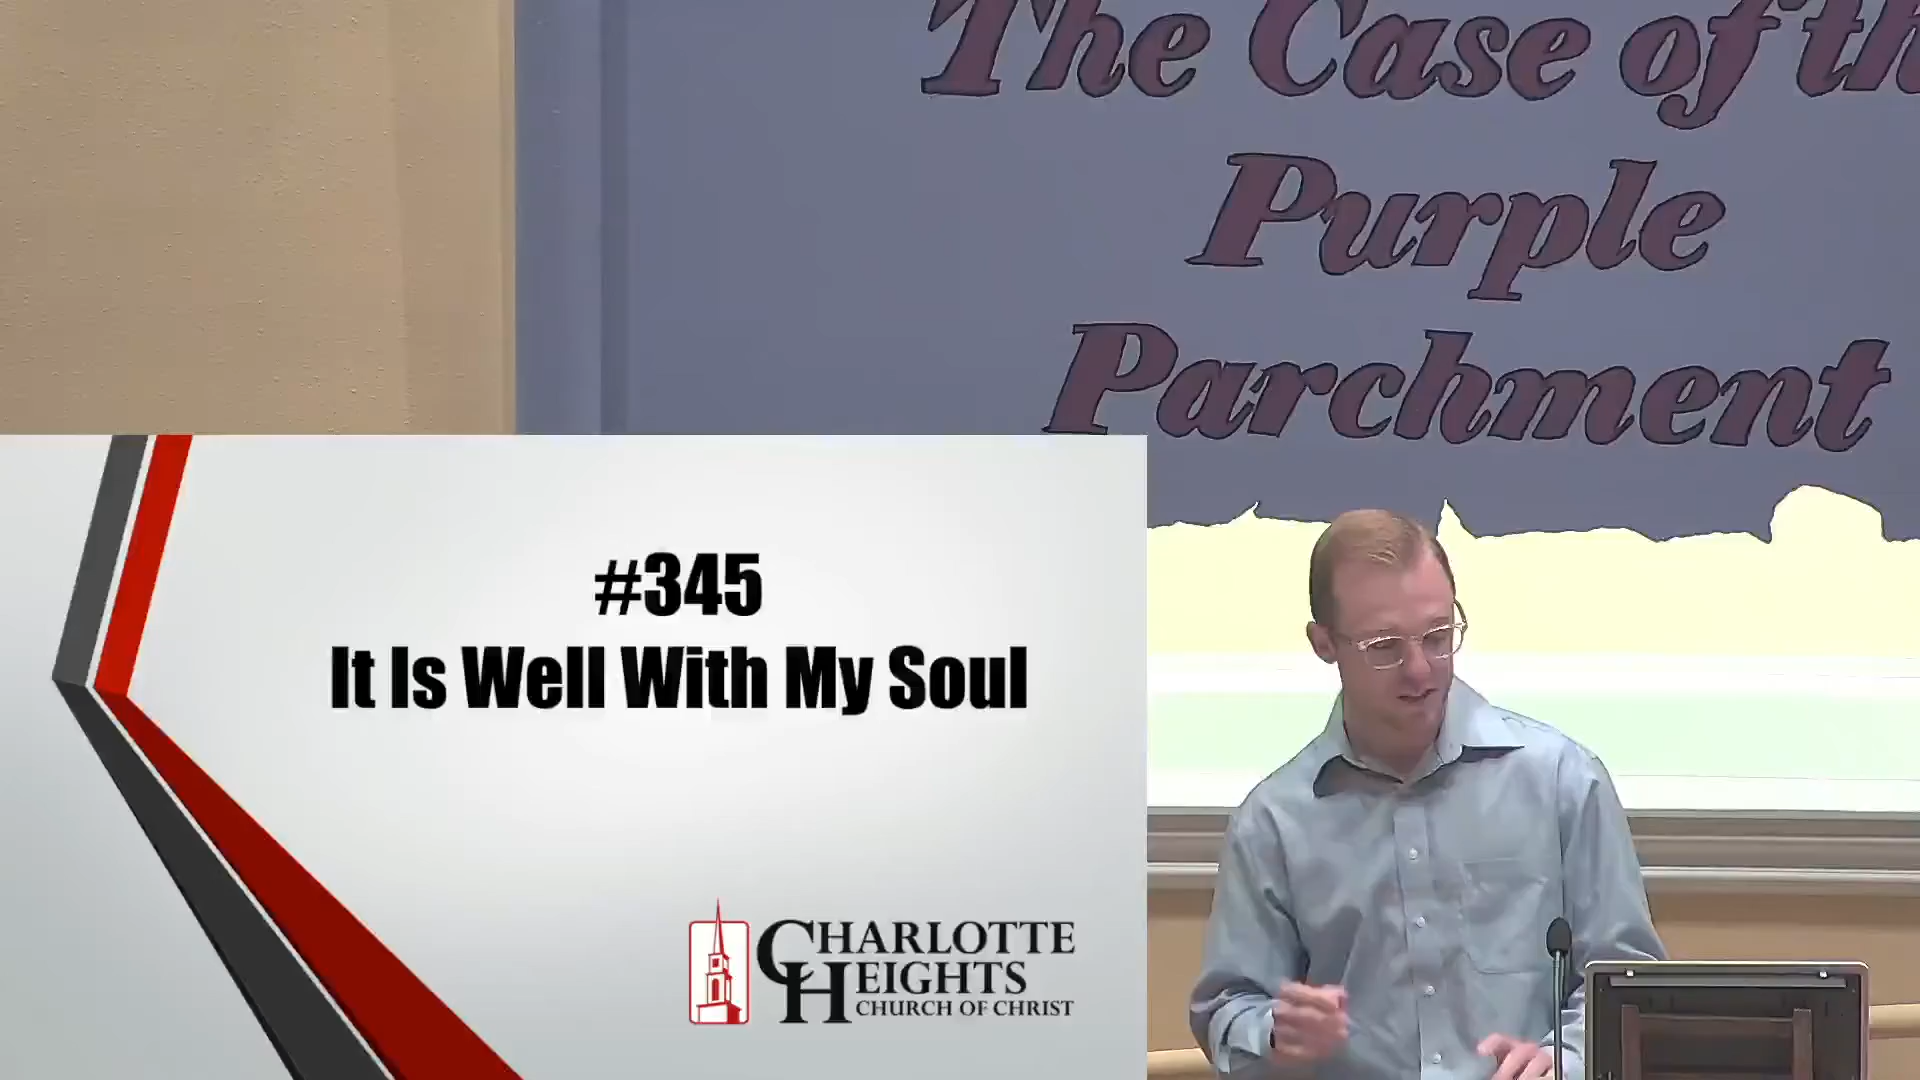 The Case of th
Purple
Parchment
#345
It Is Well With My Soul
CHARLOTTE
HEIGHTS
CHURCH OF CHRIST